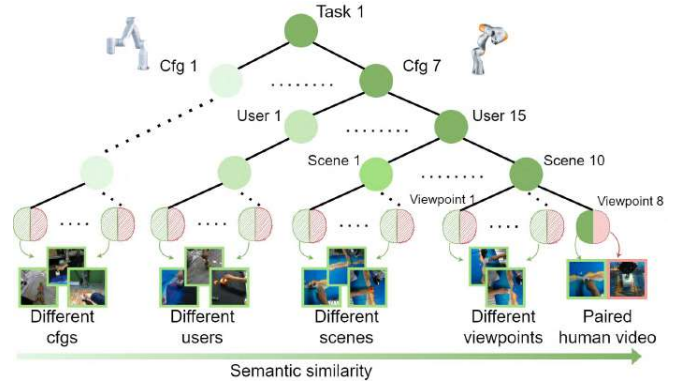 Task 1
Cfg 1
Cfg 7
User 1
User 15
Scene 1
Scene 10
Viewpoint 1
Viewpoint 8
Different
cfgs
Different
users
Different
scenes
Different
viewpoints
Paired
human video
Semantic similarity